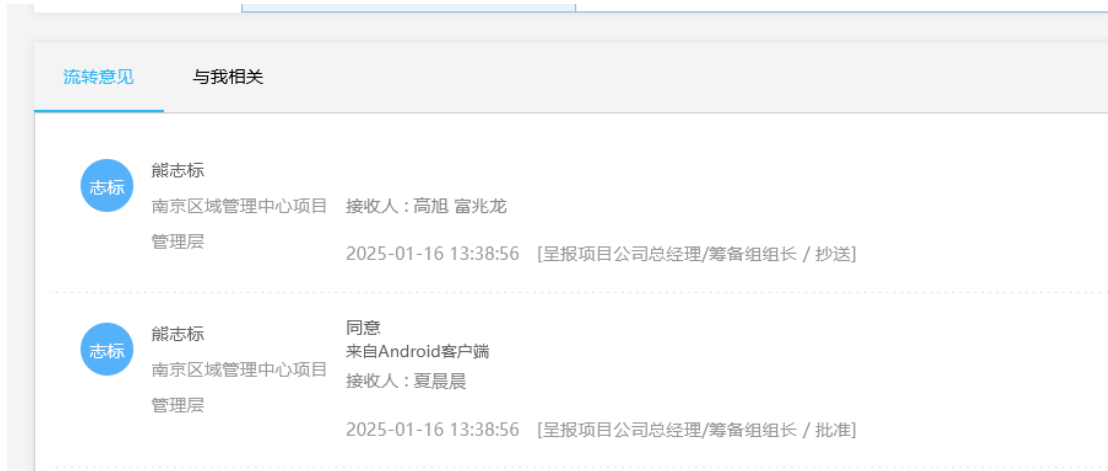 流转意见 与我相关
志标
熊志标
南京区域管理中心项目
管理层
接收人 : 高旭 富兆龙
2025-01-16 13:38:56 [呈报项目公司总经理/筹备组组长 / 抄送]
志标
熊志标
南京区域管理中心项目
管理层
同意
来自Android客户端
接收人 : 夏晨晨
2025-01-16 13:38:56 [呈报项目公司总经理/筹备组组长 / 批准]